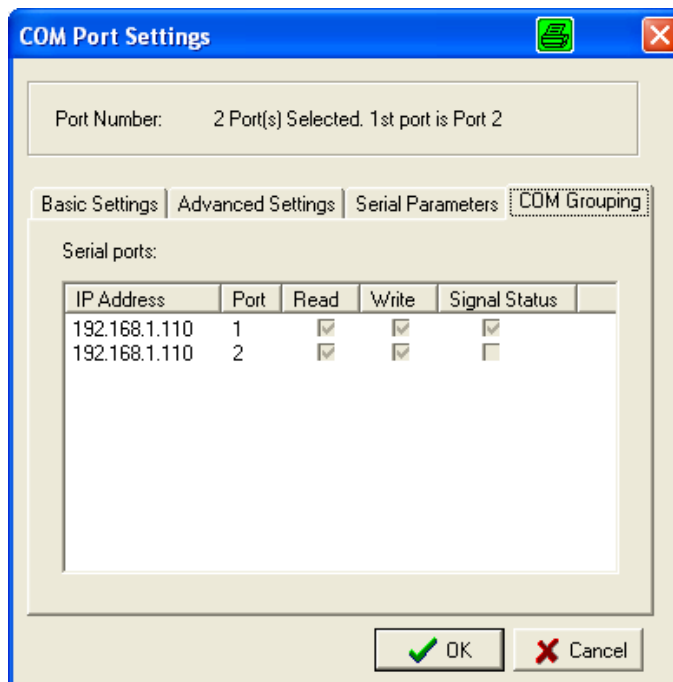 COM Port Settings
Port Number: 2 Port(s) Selected. 1st port is Port 2
Basic Settings Advanced Settings Serial Parameters COM Grouping
Serial ports:
IP Address Port Read Write Signal Status
192.168.1.110 1
192.168.1.110 2
OK Cancel